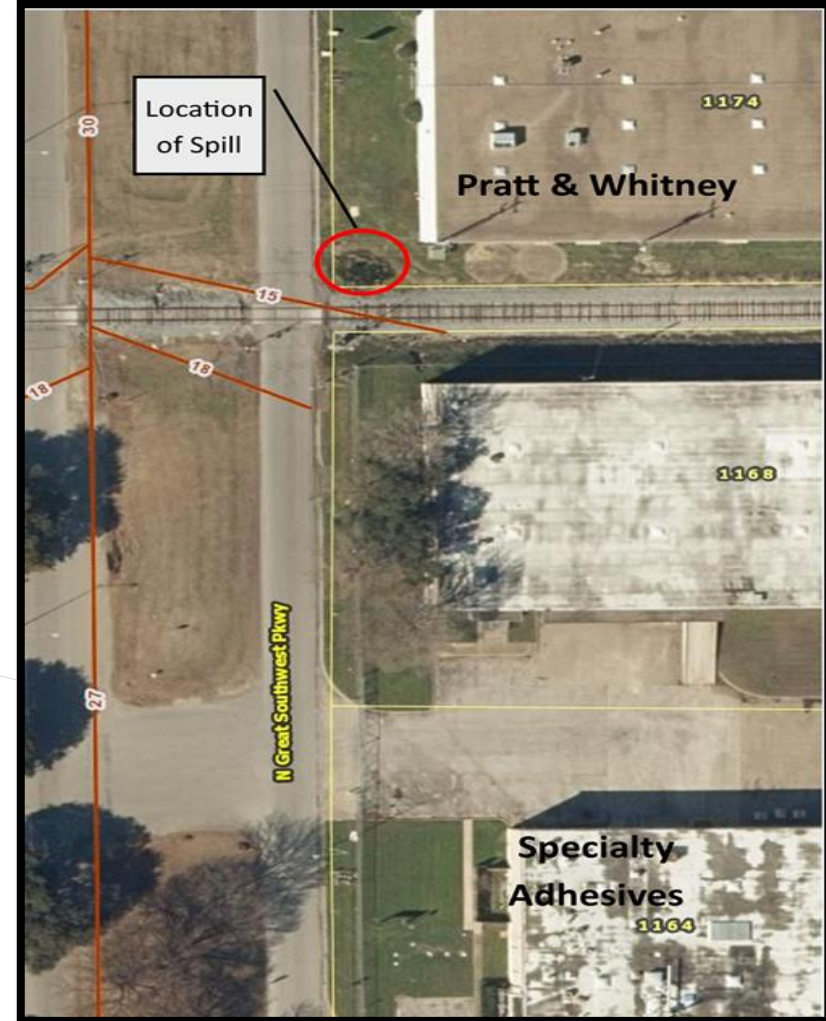 Location
of Spill
1174
Pratt & Whitney
30
15
18
18
1168
N Great Southwest Pkwy
27
Specialty
Adhesives
1164